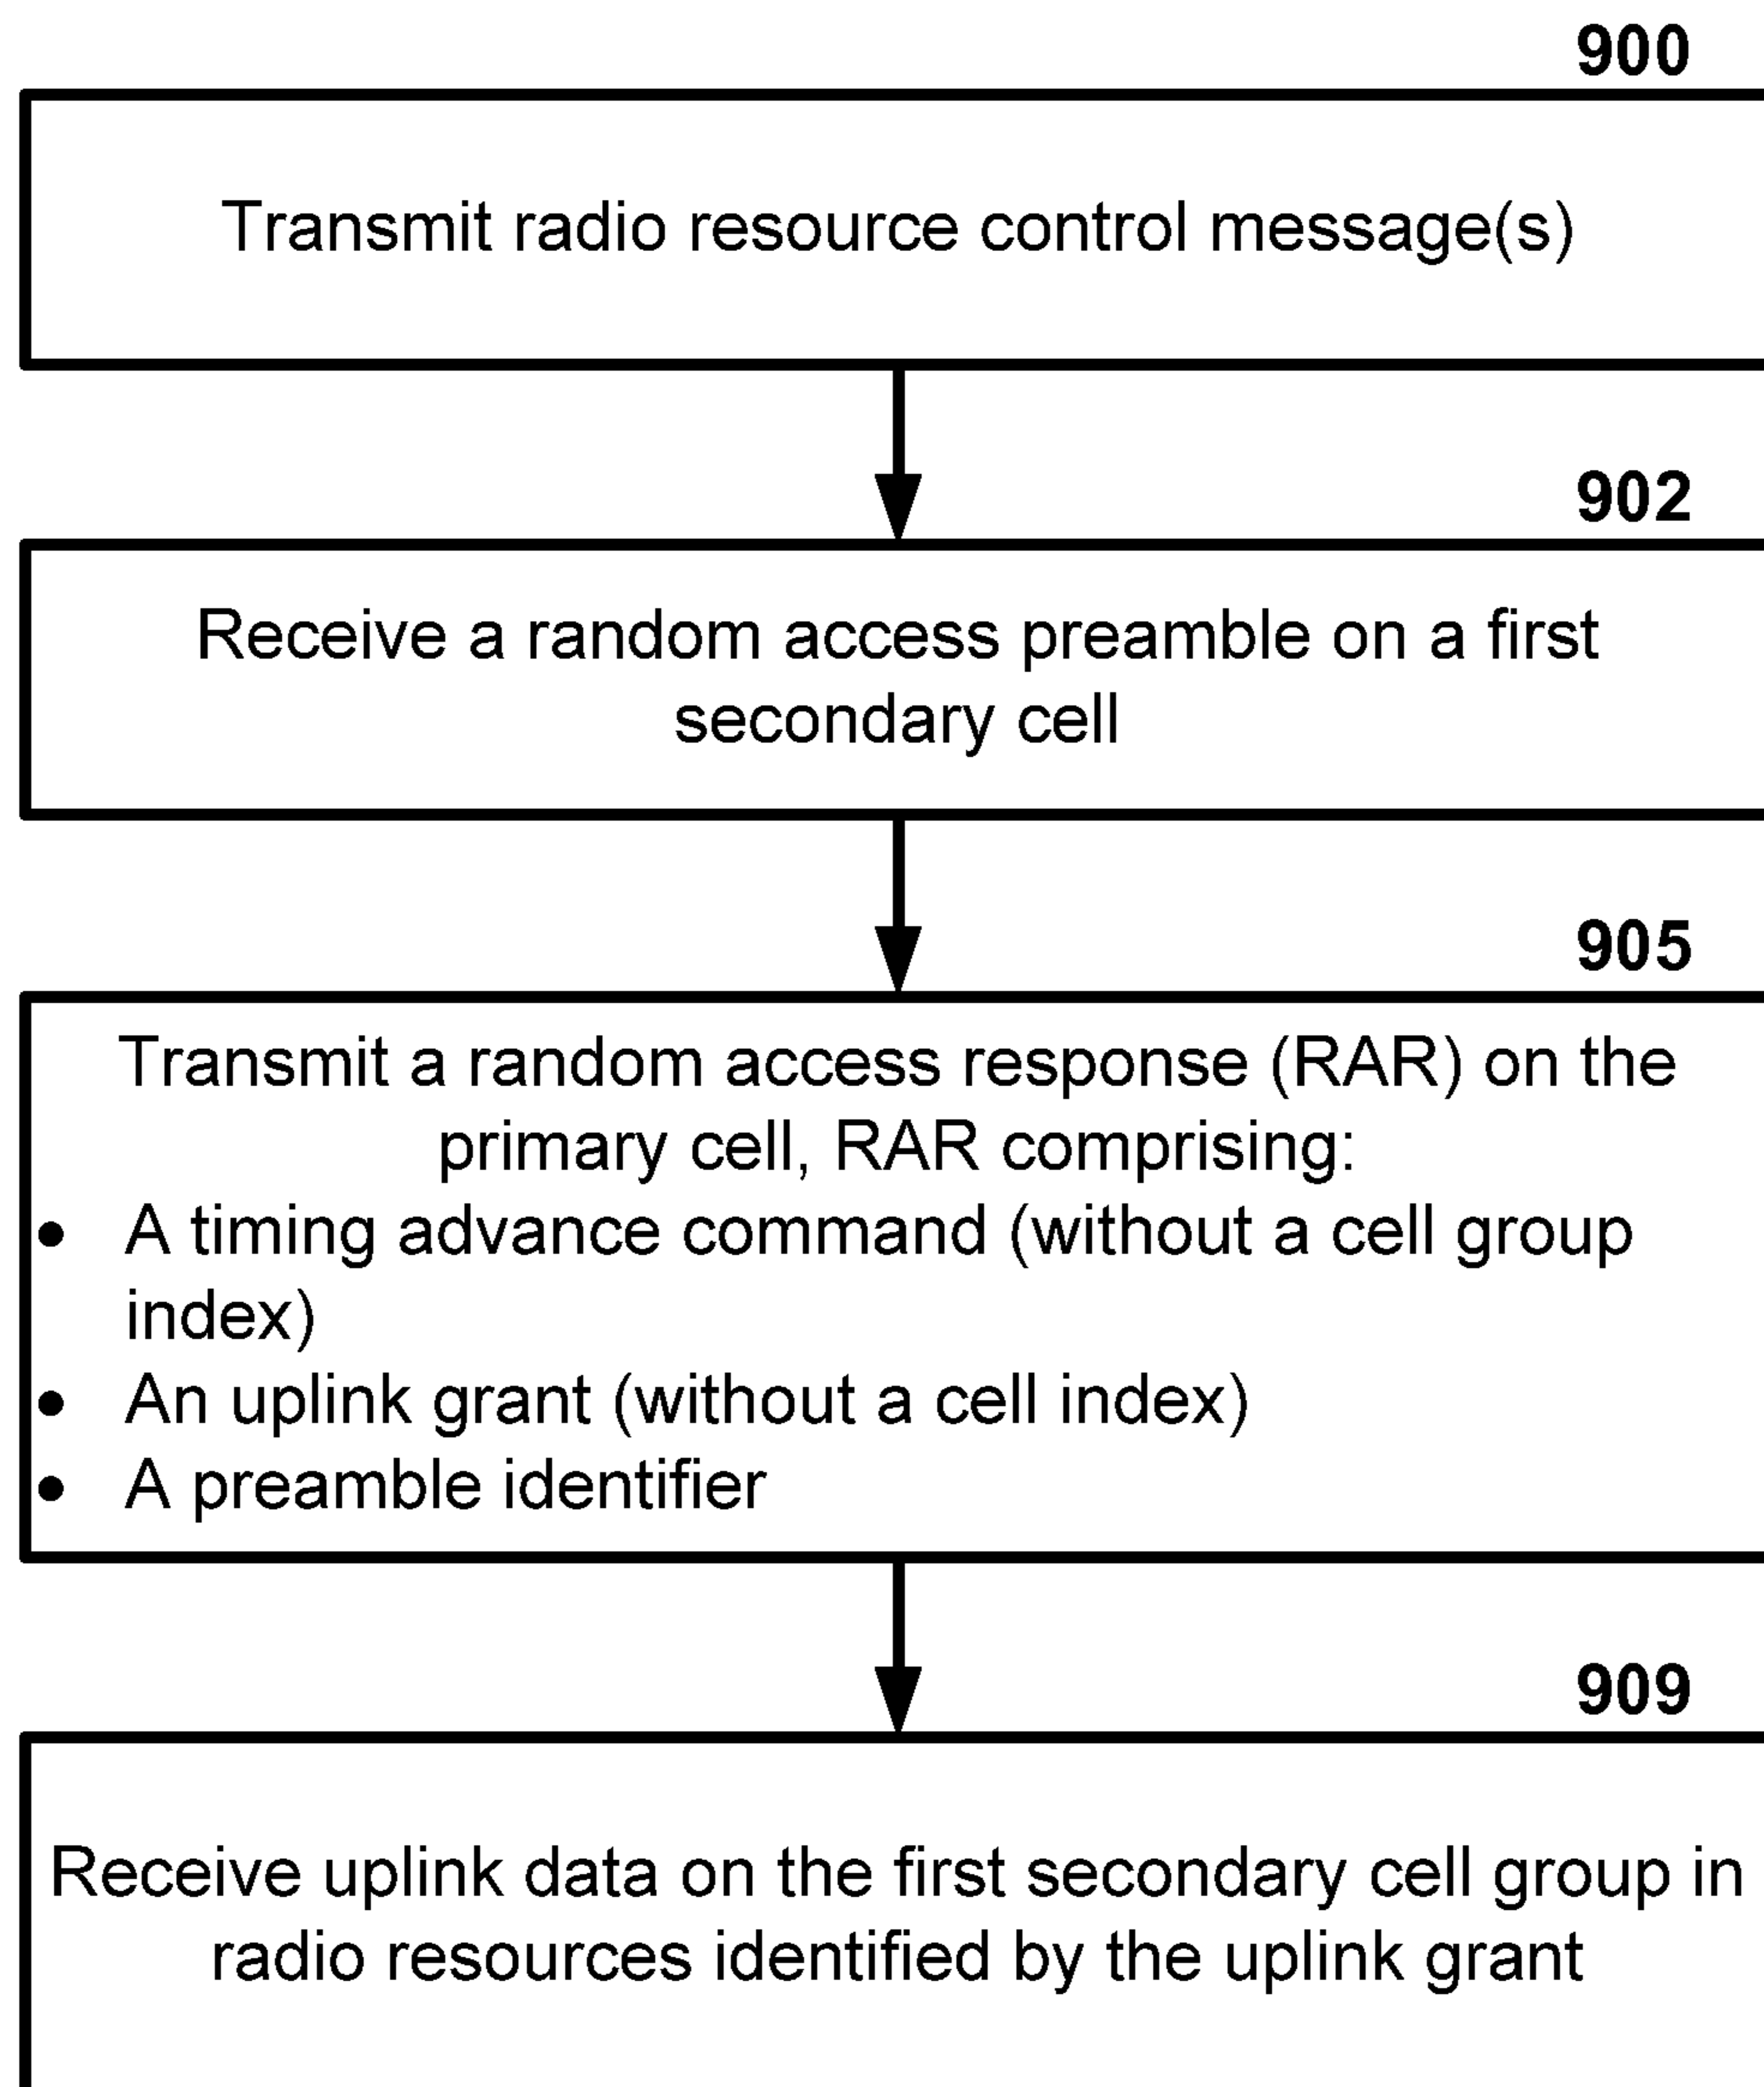 900
Transmit radio resource control message(s)
902
Receive a random access preamble on a first
secondary cell
905
Transmit a random access response (RAR) on the
primary cell, RAR comprising:
• A timing advance command (without a cell group
index)
• An uplink grant (without a cell index)
• A preamble identifier
909
Receive uplink data on the first secondary cell group in
radio resources identified by the uplink grant